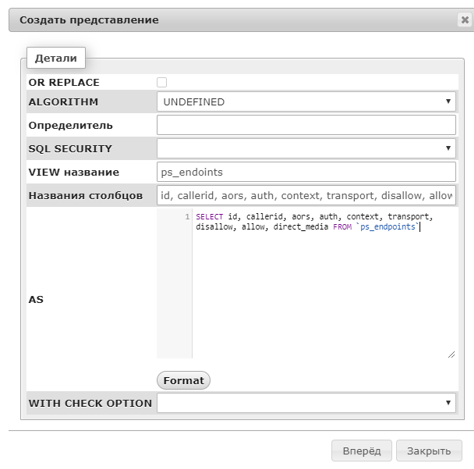 Создать представление
Детали
OR REPLACE
ALGORITHM UNDEFINED
Определитель
SQL SECURITY
VIEW название ps_endoints
Названия столбцов id, callerid, aors, auth, context, transport, disallow, allow
1 SELECT id, callerid, aors, auth, context, transport,
disallow, allow, direct_media FROM `ps_endpoints`
AS
Format
WITH CHECK OPTION
Вперёд Закрыть